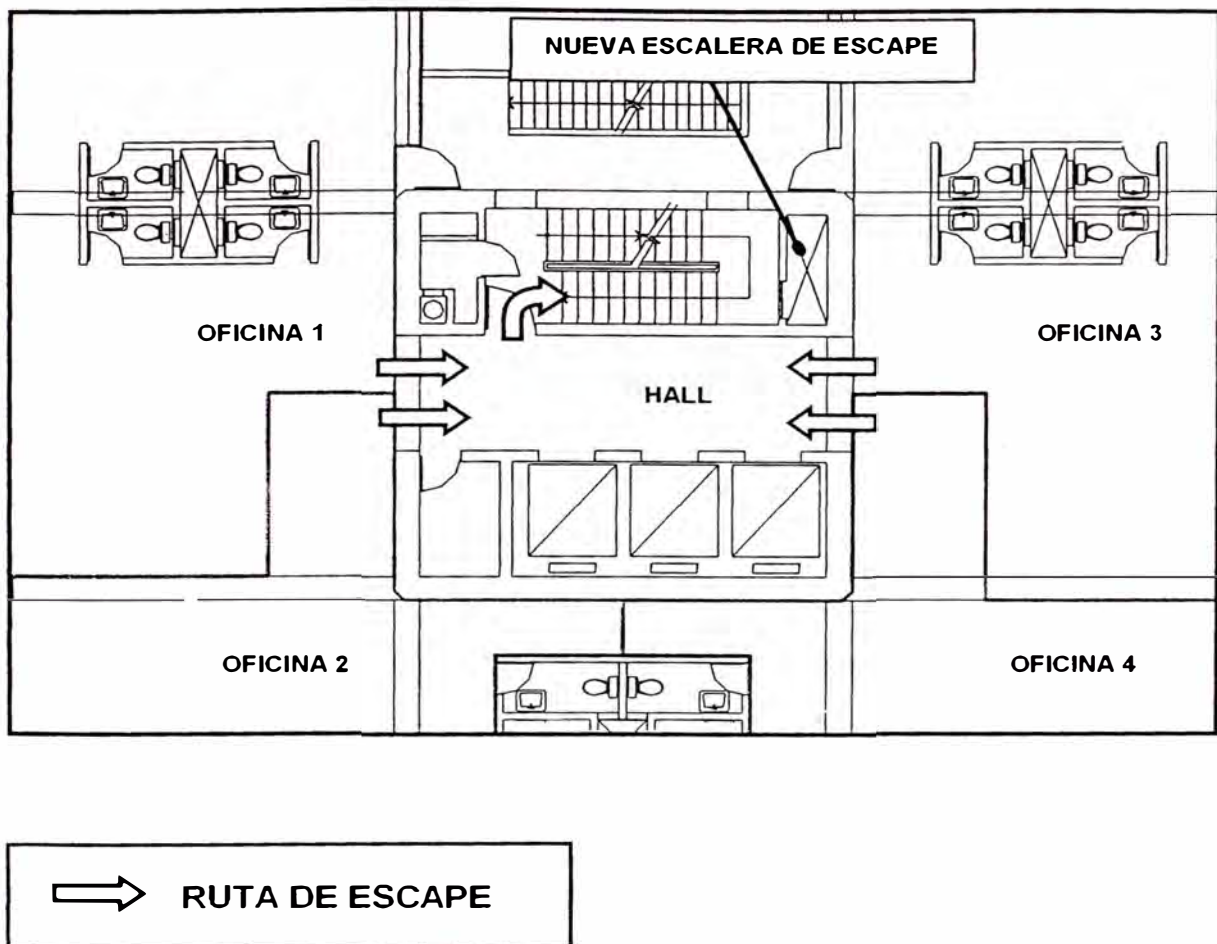 NUEVA ESCALERA DE ESCAPE
OFICINA 1
OFICINA 3
HALL
OFICINA 2
OFICINA 4
RUTA DE ESCAPE